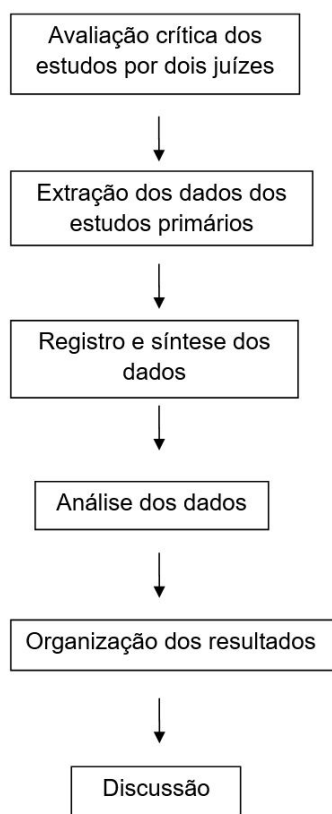 Avaliação crítica dos
estudos por dois juízes
Extração dos dados dos
estudos primários
Registro e síntese dos
dados
Análise dos dados
Organização dos resultados
Discussão